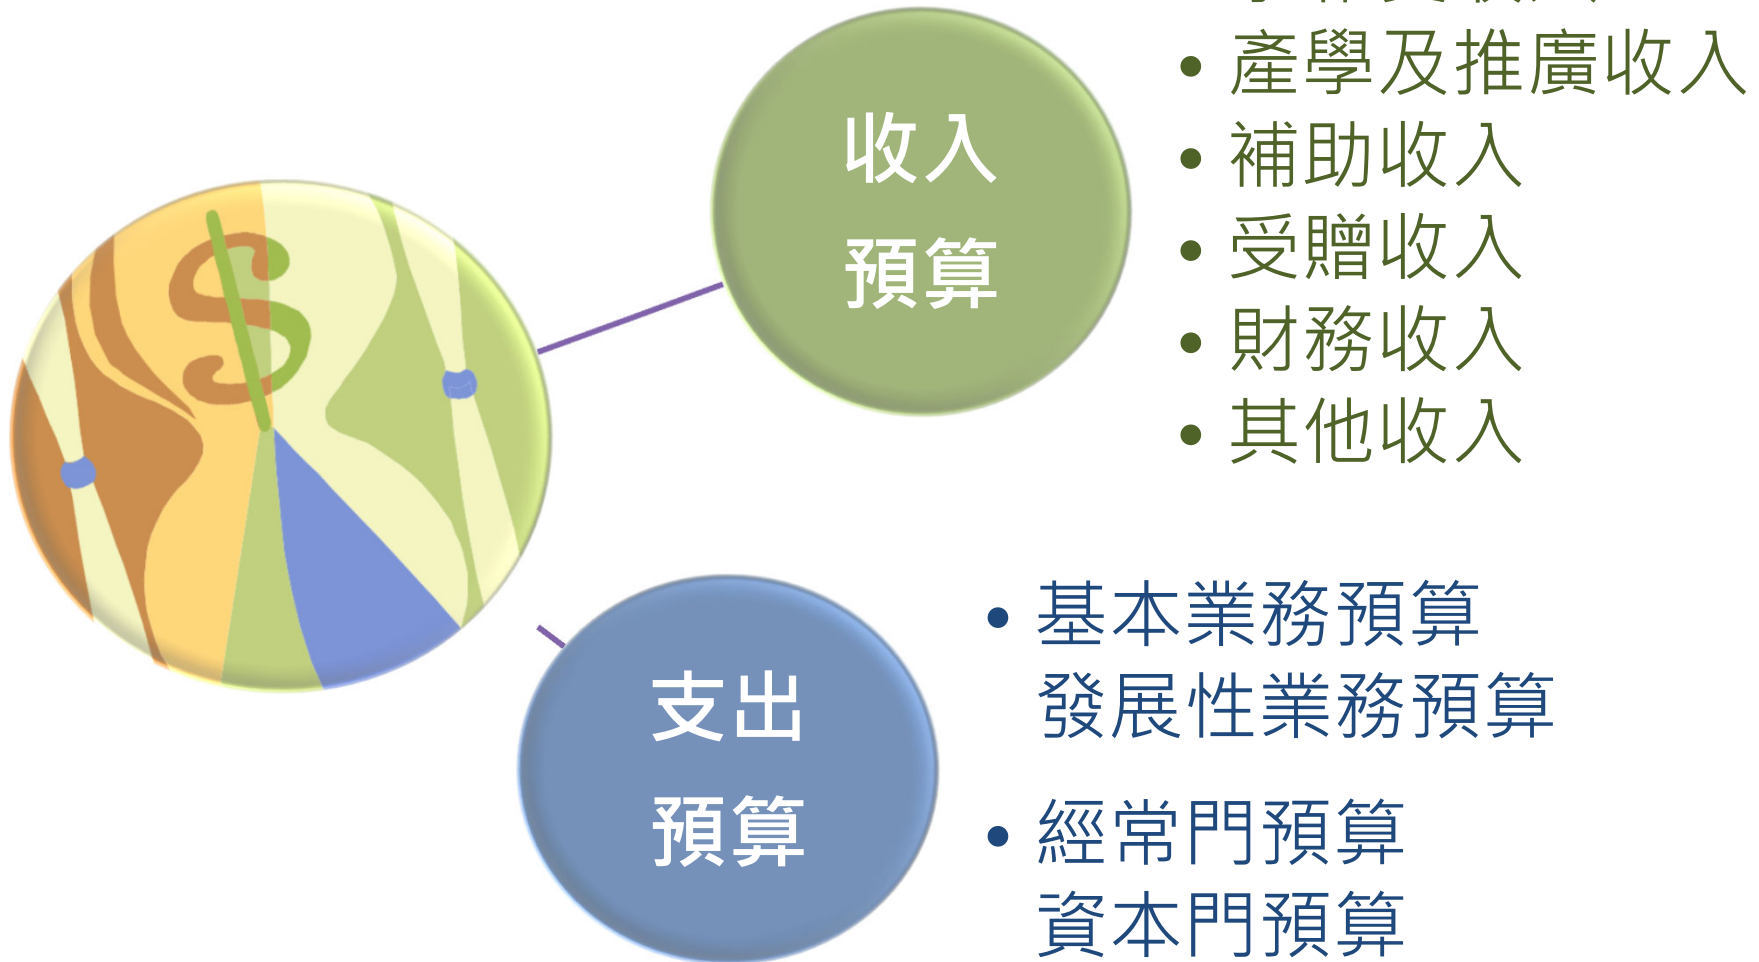 收入
預算
• 產學及推廣收入
• 補助收入
• 受贈收入
• 財務收入
• 其他收入
支出
預算
• 基本業務預算
發展性業務預算
• 經常門預算
資本門預算